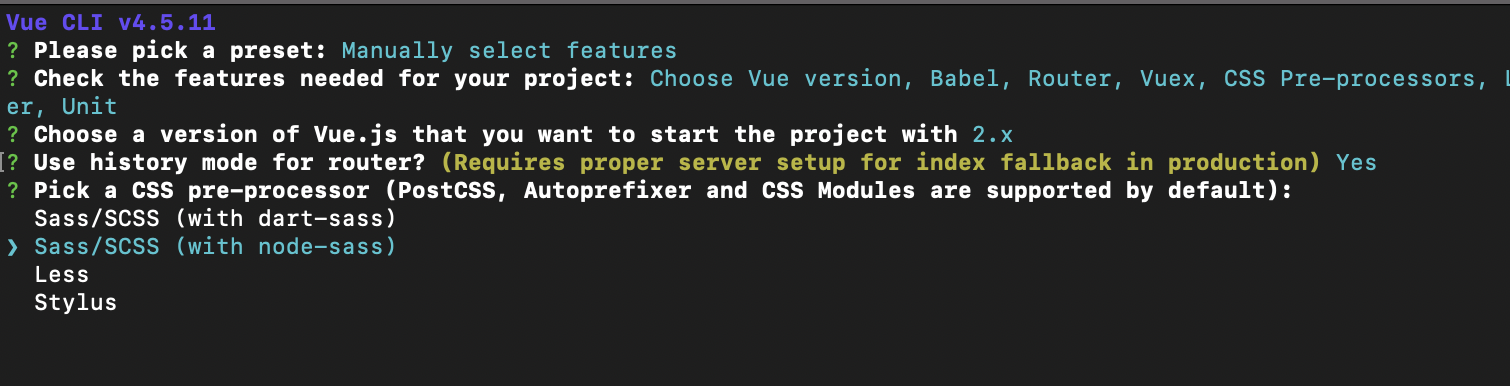 Vue CLI v4.5.11
? Please pick a preset: Manually select features
? Check the features needed for your project: Choose Vue version, Babel, Router, Vuex, CSS Pre-processors,
er, Unit
? Choose a version of Vue.js that you want to start the project with 2.x
? Use history mode for router? (Requires proper server setup for index fallback in production) Yes
? Pick a CSS pre-processor (PostCSS, Autoprefixer and CSS Modules are supported by default):
Sass/SCSS (with dart-sass)
❯ Sass/SCSS (with node-sass)
Less
Stylus